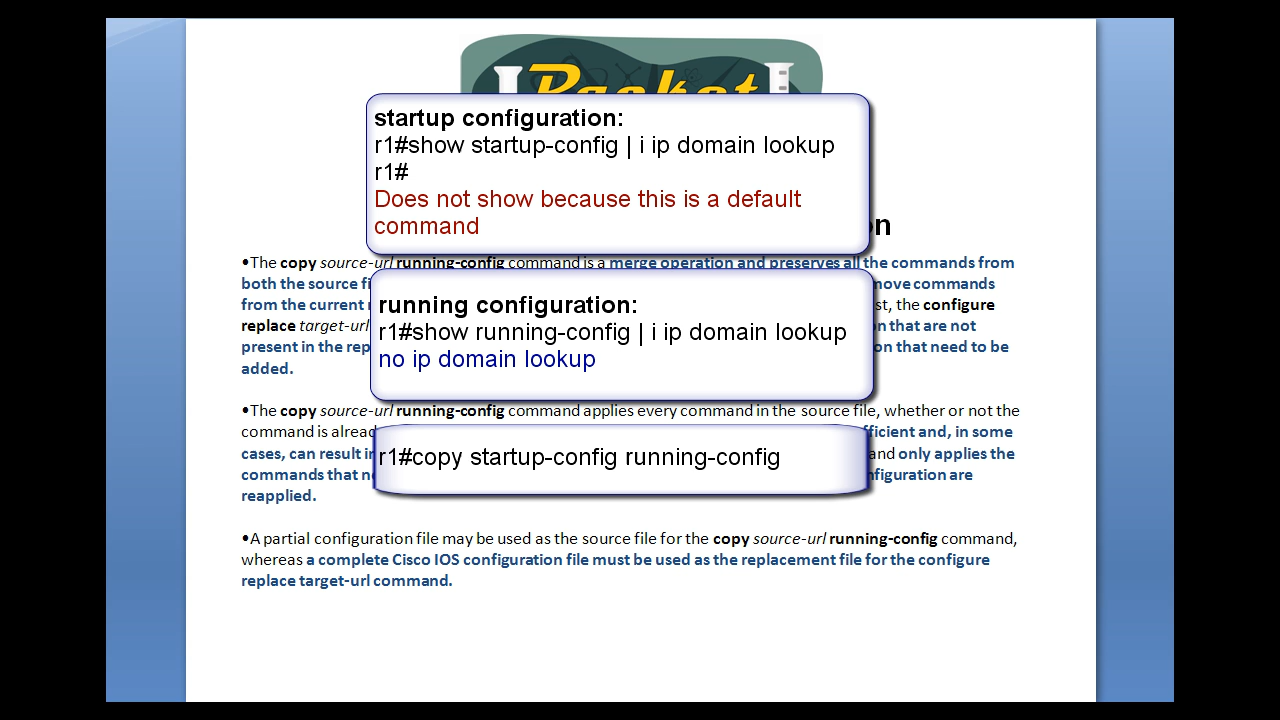 Packet
startup configuration:
r1#show startup-config | i ip domain lookup
r1#
Does not show because this is a default
command
on
•The copy source-url running-config command is a merge operation and preserves all the commands from
both the source fi move commands
from the current st, the configure
replace target-url on that are not
present in the rep on that need to be
added.
running configuration:
r1#show running-config | i ip domain lookup
no ip domain lookup
•The copy source-url running-config command applies every command in the source file, whether or not the
command is alread fficient and, in some
cases, can result in and only applies the
commands that ne nfiguration are
reapplied.
r1#copy startup-config running-config
•A partial configuration file may be used as the source file for the copy source-url running-config command,
whereas a complete Cisco IOS configuration file must be used as the replacement file for the configure
replace target-url command.